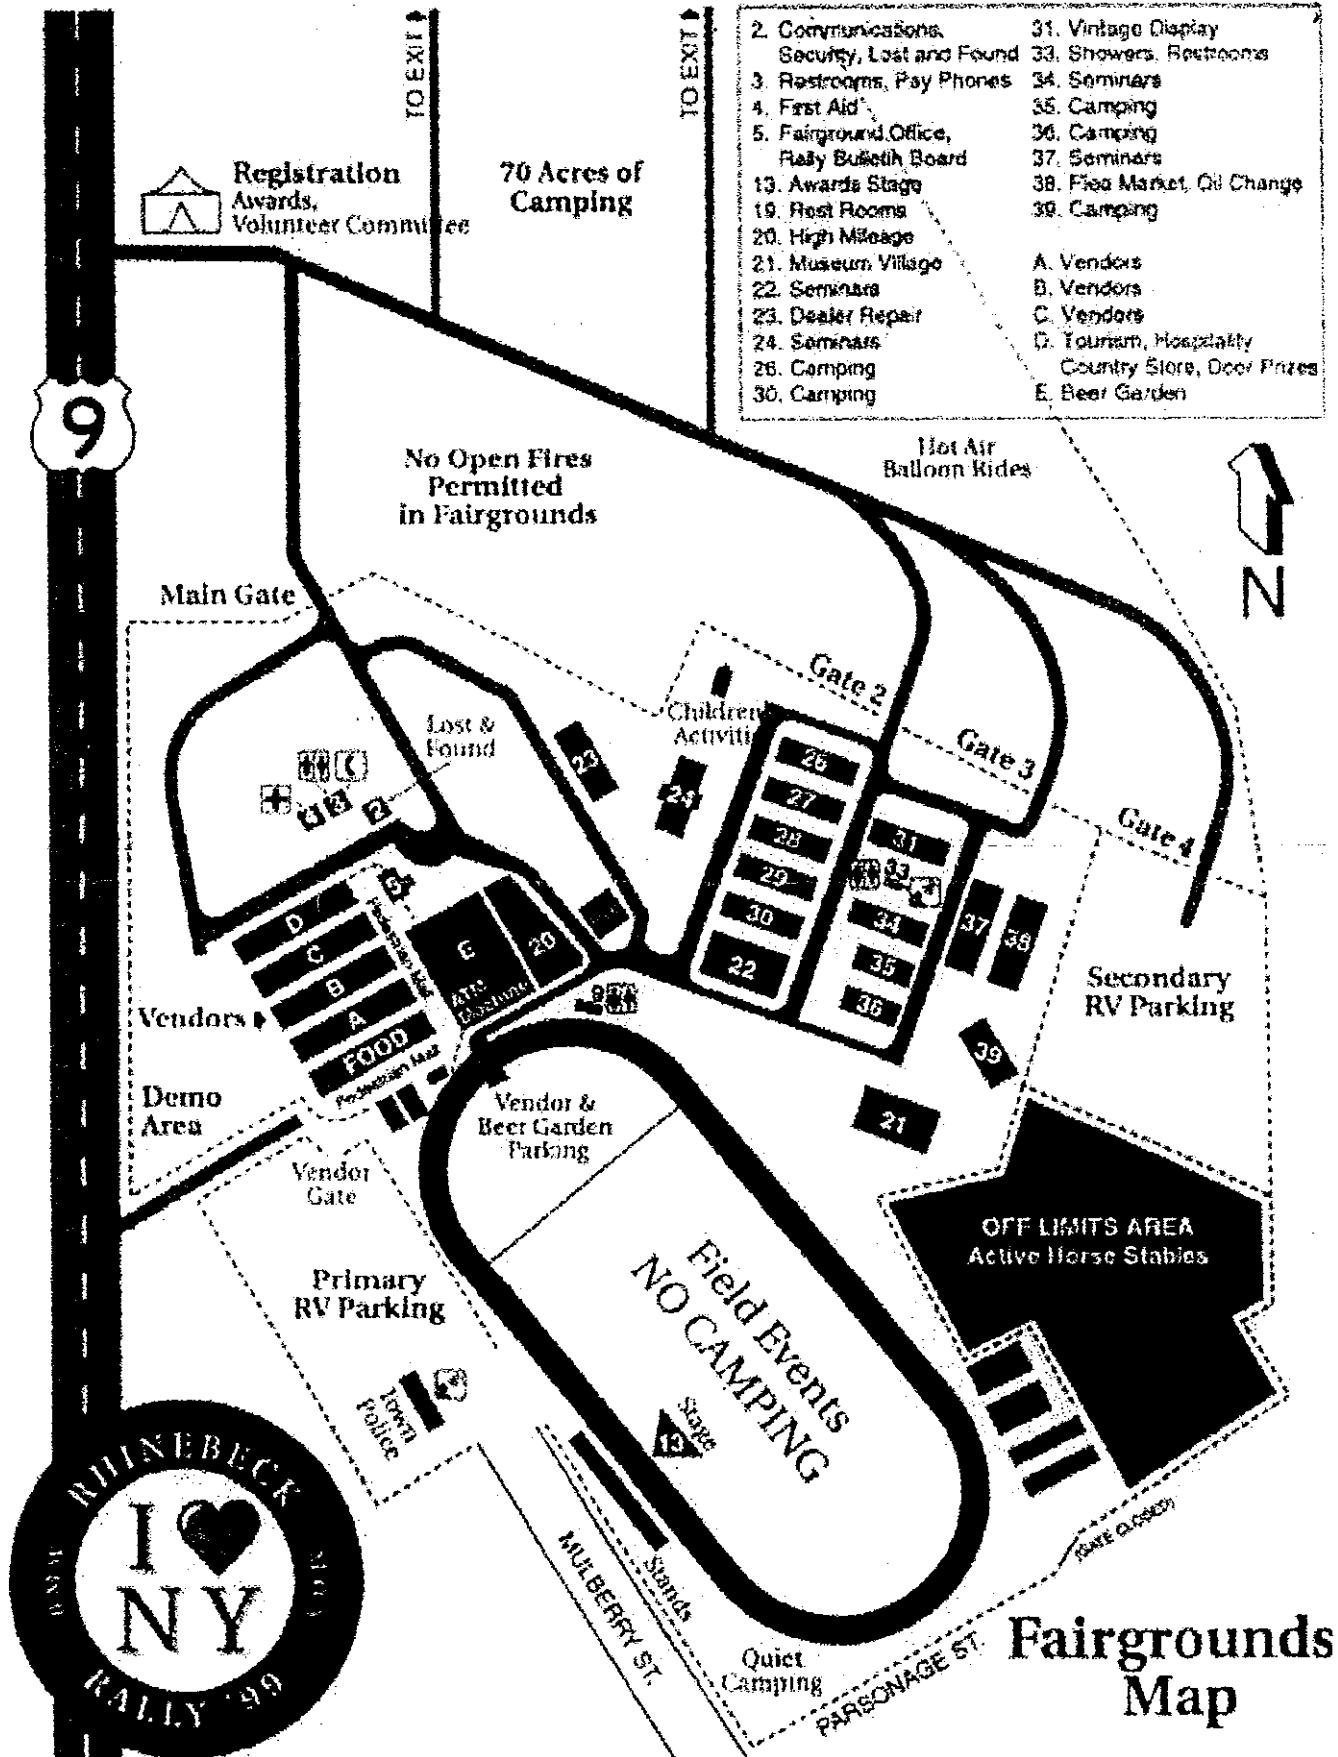 TO EXIT
TO EXIT
2. Communications,
Security, Lost and Found
3. Restrooms, Pay Phones
4. First Aid
5. Fairground Office,
Rally Bulletin Board
13. Awards Stage
19. Rest Rooms
20. High Mileage
21. Museum Village
22. Seminars
23. Dealer Repair
24. Seminars
26. Camping
30. Camping
31. Vintage Display
33. Showers, Restrooms
34. Seminars
35. Camping
36. Camping
37. Seminars
38. Flea Market, Oil Change
39. Camping
A. Vendors
B. Vendors
C. Vendors
D. Tourism, Hospitality
Country Store, Door Prizes
E. Beer Garden
Registration
Awards,
Volunteer Committee
70 Acres of
Camping
9
No Open Fires
Permitted
in Fairgrounds
Hot Air
Balloon Rides
N
Main Gate
Gate 2
Gate 3
Gate 4
Children
Activiti
Lost &
Found
23
24
26
27
28
29
30
22
31
33
34
35
36
37
38
39
21
4
3
2
5
D
C
B
A
FOOD
E
20
Pedestrian Mall
Vendors
Demo
Area
Vendor
Gate
Vendor &
Beer Garden
Parking
Secondary
RV Parking
OFF LIMITS AREA
Active Horse Stables
Primary
RV Parking
Town
Police
Field Events
NO CAMPING
Stage
13
Stands
MULBERRY ST.
Quiet
Camping
PARSONAGE ST.
(GATE CLOSED)
RHINEBECK
BMW
MOA
I
NY
RALLY '99
Fairgrounds
Map